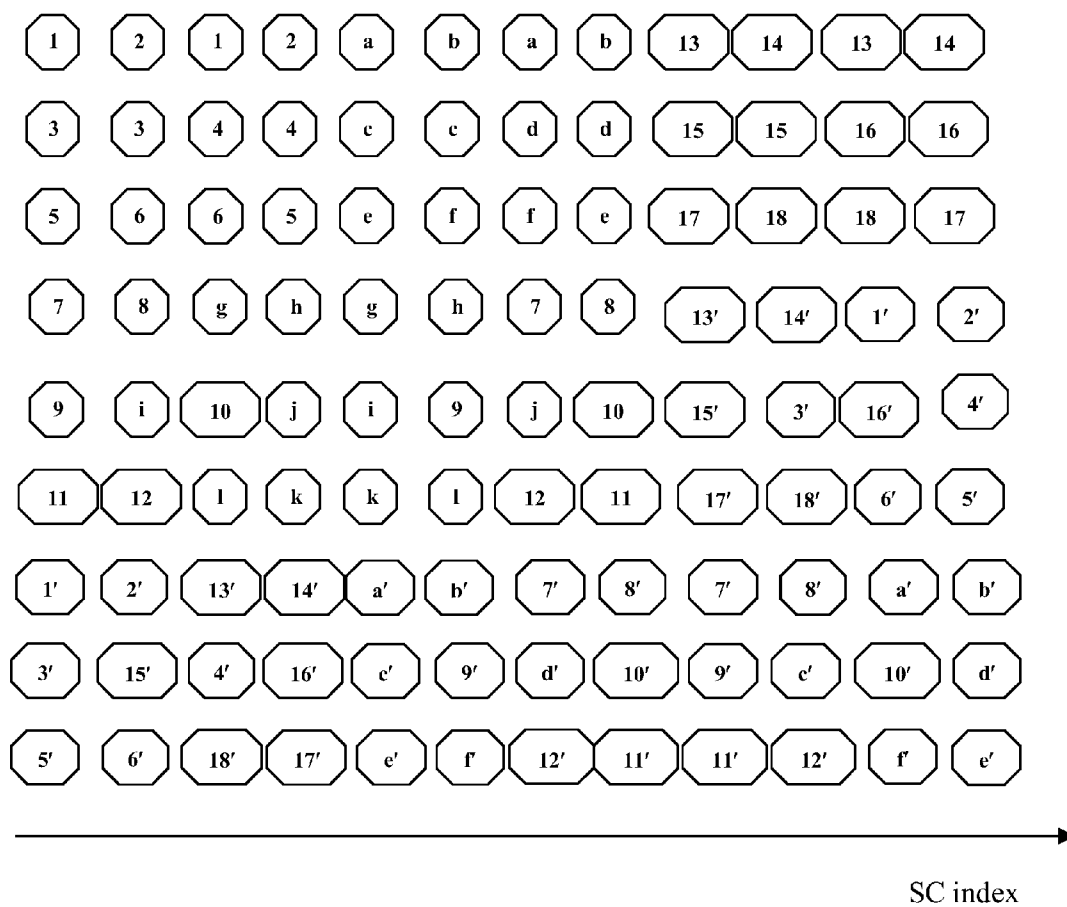 1 2 1 2 a b a b 13 14 13 14
3 3 4 4 c c d d 15 15 16 16
5 6 6 5 e f f e 17 18 18 17
7 8 g h g h 7 8 13′ 14′ 1′ 2′
9 i 10 j i 9 j 10 15′ 3′ 16′ 4′
11 12 l k k l 12 11 17′ 18′ 6′ 5′
1′ 2′ 13′ 14′ a′ b′ 7′ 8′ 7′ 8′ a′ b′
3′ 15′ 4′ 16′ c′ 9′ d′ 10′ 9′ c′ 10′ d′
5′ 6′ 18′ 17′ e′ f′ 12′ 11′ 11′ 12′ f′ e′
SC index